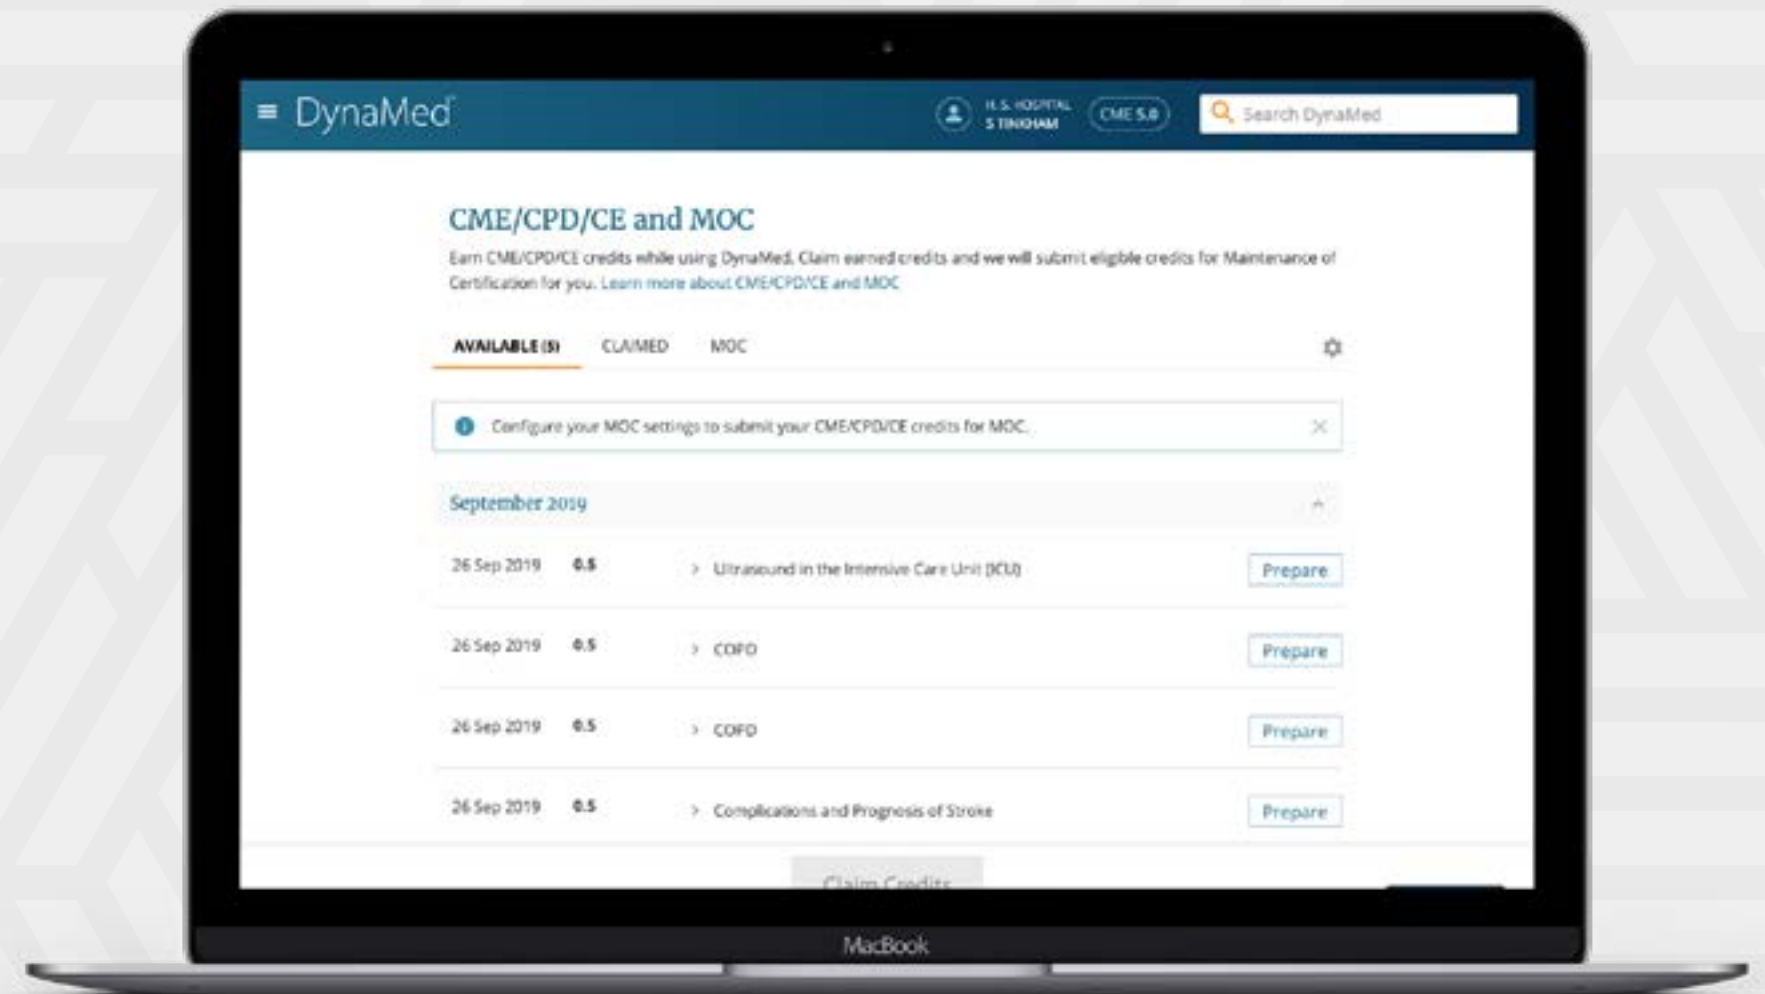 DynaMed
H. S. HOSPITAL
S TINKHAM
CME 5.0
Search DynaMed
CME/CPD/CE and MOC
Earn CME/CPD/CE credits while using DynaMed. Claim earned credits and we will submit eligible credits for Maintenance of
Certification for you. Learn more about CME/CPD/CE and MOC
AVAILABLE (5) CLAIMED MOC
Configure your MOC settings to submit your CME/CPD/CE credits for MOC.
September 2019
26 Sep 2019 0.5 > Ultrasound in the Intensive Care Unit (ICU) Prepare
26 Sep 2019 0.5 > COPD Prepare
26 Sep 2019 0.5 > COPD Prepare
26 Sep 2019 0.5 > Complications and Prognosis of Stroke Prepare
Claim Credits
MacBook